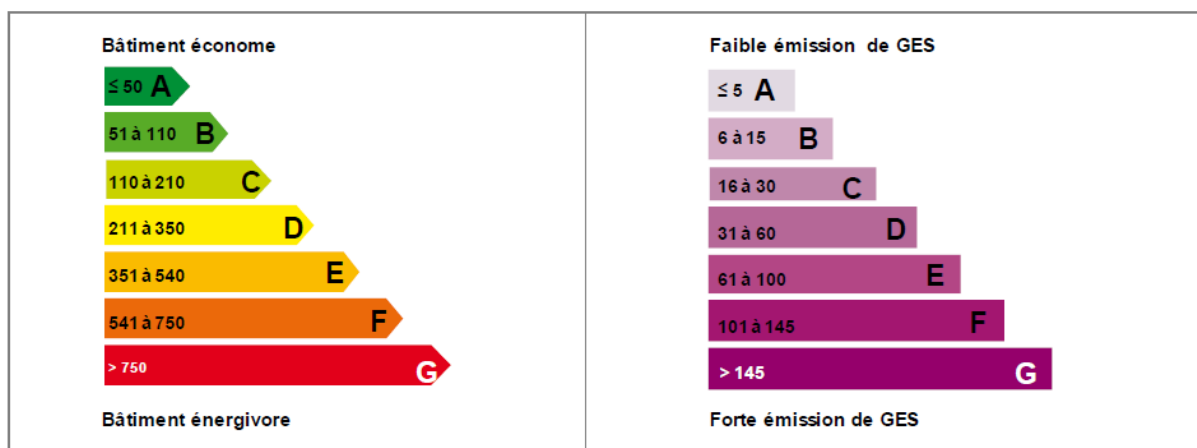 Bâtiment économe
≤ 50 A
51 à 110 B
110 à 210 C
211 à 350 D
351 à 540 E
541 à 750 F
> 750 G
Bâtiment énergivore
Faible émission de GES
≤ 5 A
6 à 15 B
16 à 30 C
31 à 60 D
61 à 100 E
101 à 145 F
> 145 G
Forte émission de GES